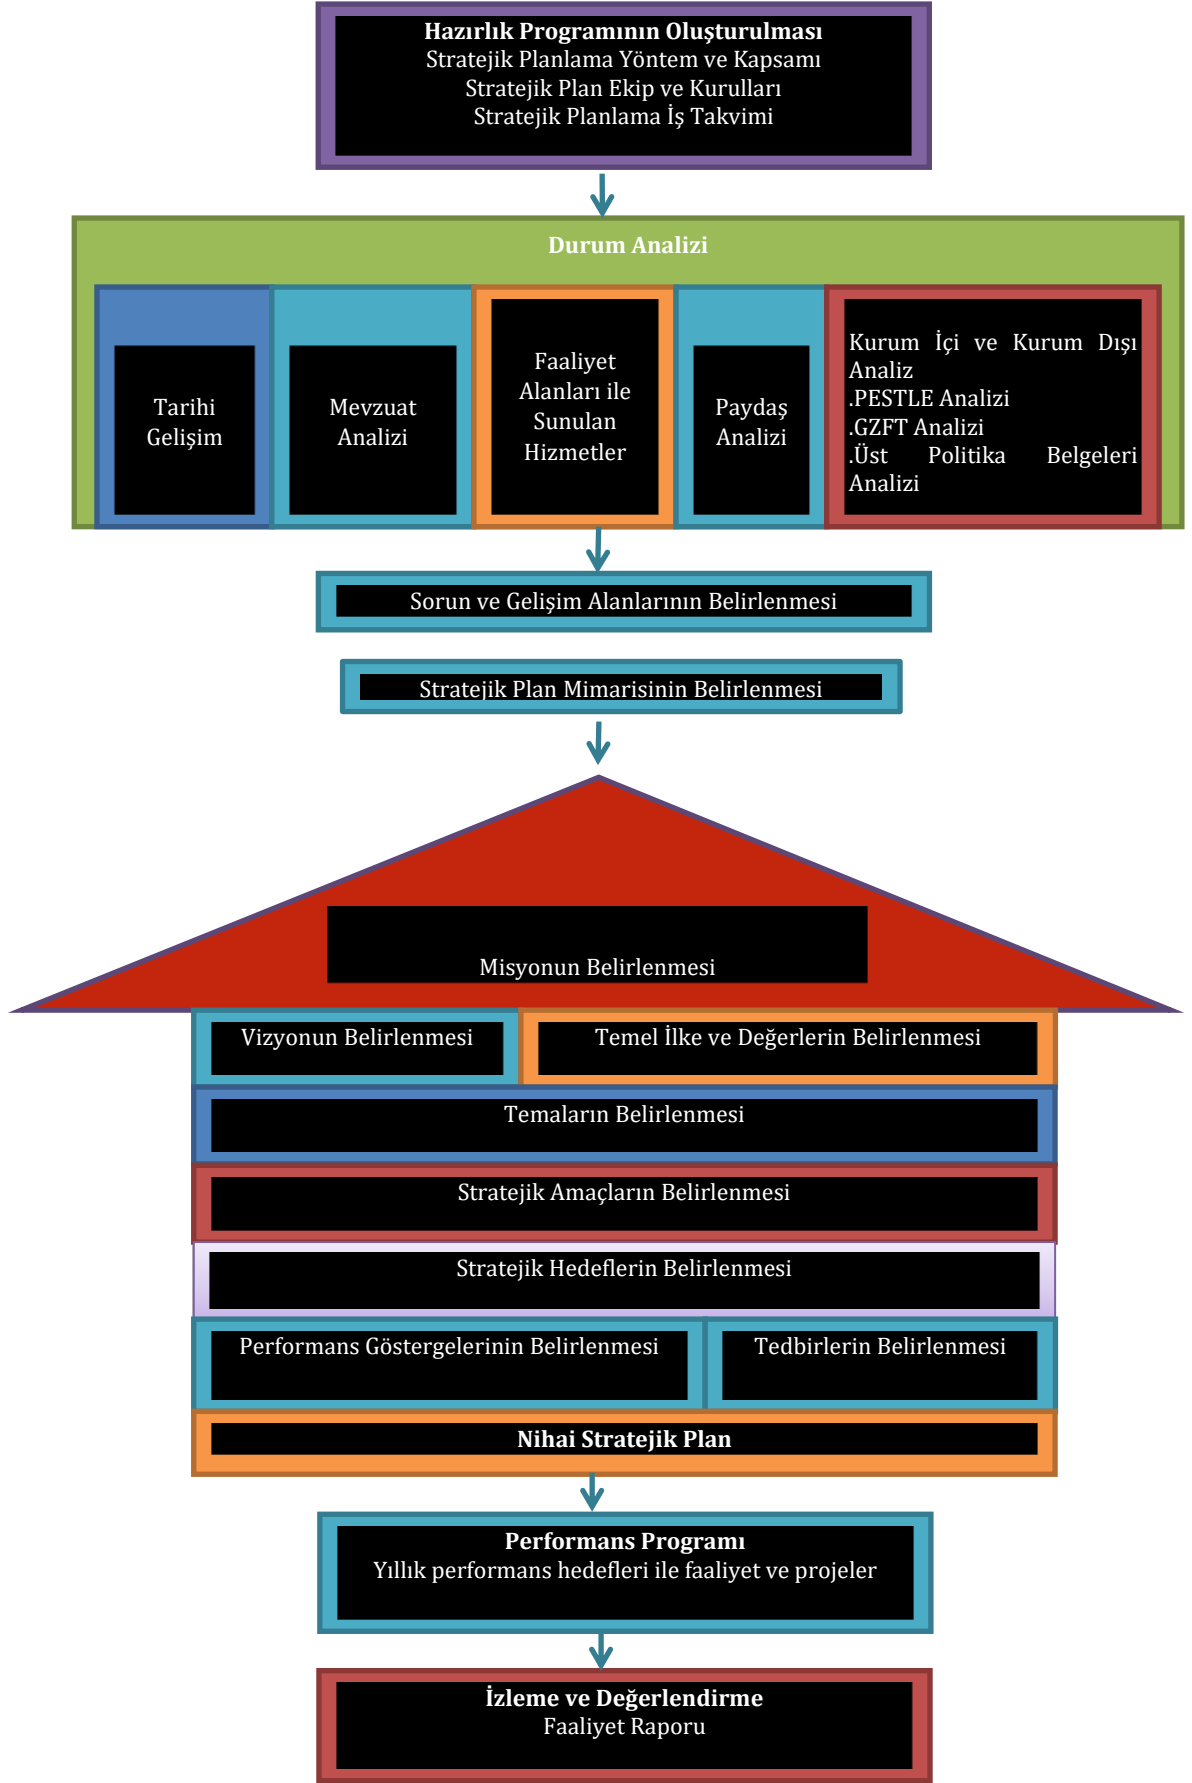 Hazırlık Programının Oluşturulması
Stratejik Planlama Yöntem ve Kapsamı
Stratejik Plan Ekip ve Kurulları
Stratejik Planlama İş Takvimi
Durum Analizi
Tarihi
Gelişim
Mevzuat
Analizi
Faaliyet
Alanları ile
Sunulan
Hizmetler
Paydaş
Analizi
Kurum İçi ve Kurum Dışı
Analiz
.PESTLE Analizi
.GZFT Analizi
.Üst Politika Belgeleri
Analizi
Sorun ve Gelişim Alanlarının Belirlenmesi
Stratejik Plan Mimarisinin Belirlenmesi
Misyonun Belirlenmesi
Vizyonun Belirlenmesi
Temel İlke ve Değerlerin Belirlenmesi
Temaların Belirlenmesi
Stratejik Amaçların Belirlenmesi
Stratejik Hedeflerin Belirlenmesi
Performans Göstergelerinin Belirlenmesi
Tedbirlerin Belirlenmesi
Nihai Stratejik Plan
Performans Programı
Yıllık performans hedefleri ile faaliyet ve projeler
İzleme ve Değerlendirme
Faaliyet Raporu